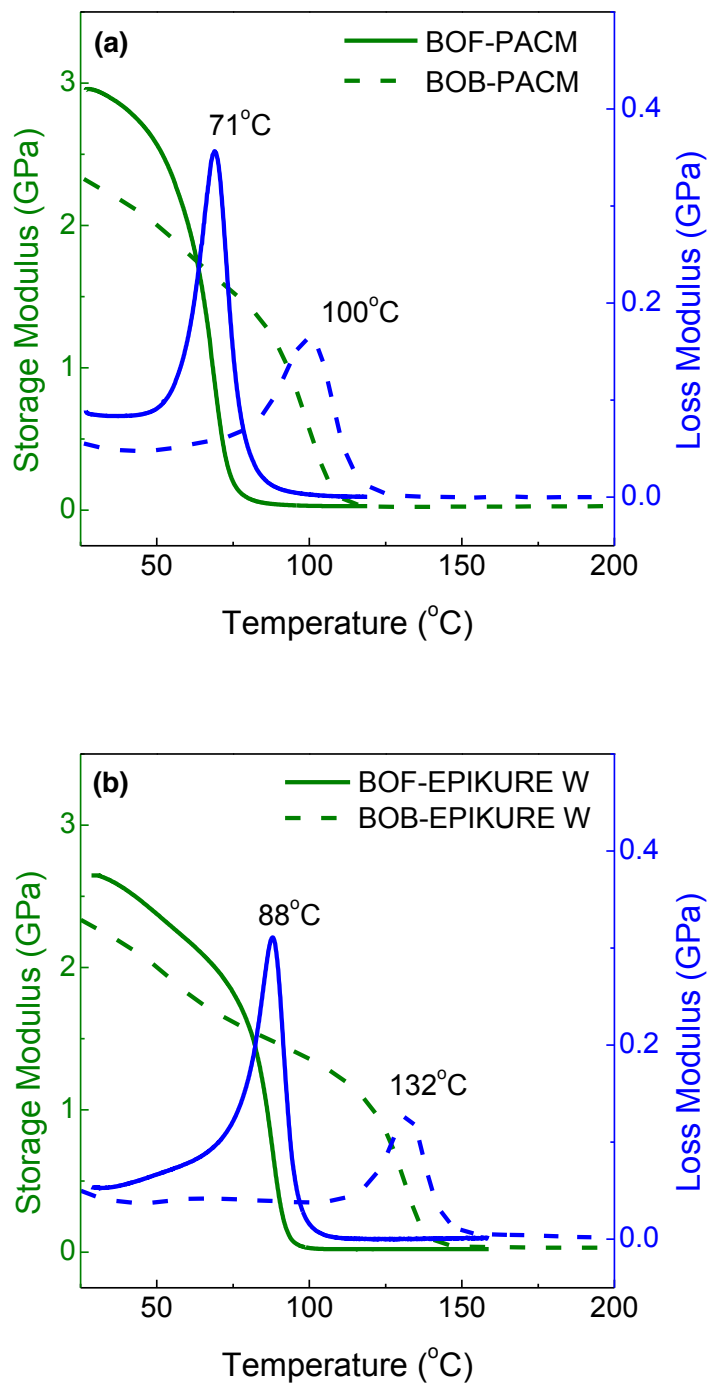 (a)
BOF-PACM
BOB-PACM
3
2
1
0
Storage Modulus (GPa)
71°C
100°C
0.4
0.2
0.0
Loss Modulus (GPa)
50 100 150 200
Temperature (°C)
(b)
BOF-EPIKURE W
BOB-EPIKURE W
3
2
1
0
Storage Modulus (GPa)
88°C
132°C
0.4
0.2
0.0
Loss Modulus (GPa)
50 100 150 200
Temperature (°C)